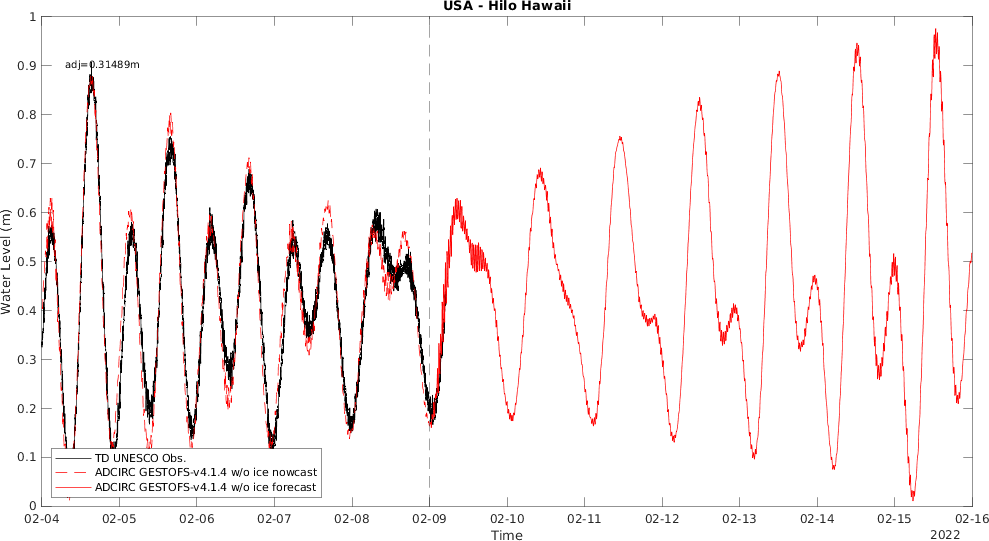 USA - Hilo Hawaii
adj=0.31489m
Water Level (m)
1
0.9
0.8
0.7
0.6
0.5
0.4
0.3
0.2
0.1
0
TD UNESCO Obs.
ADCIRC GESTOFS-v4.1.4 w/o ice nowcast
ADCIRC GESTOFS-v4.1.4 w/o ice forecast
02-04 02-05 02-06 02-07 02-08 02-09 02-10 02-11 02-12 02-13 02-14 02-15 02-16
Time
2022